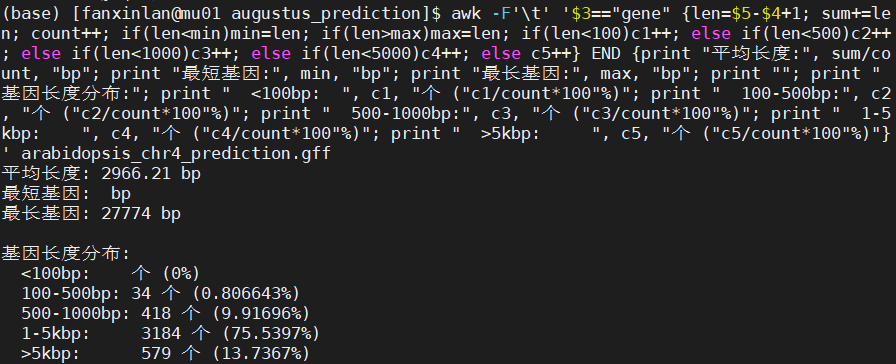 (base) [fanxinlan@mu01 augustus_prediction]$ awk -F'\t' '$3=="gene" {len=$5-$4+1; sum+=le
n; count++; if(len<min)min=len; if(len>max)max=len; if(len<100)c1++; else if(len<500)c2++
; else if(len<1000)c3++; else if(len<5000)c4++; else c5++} END {print "平均长度:", sum/co
unt, "bp"; print "最短基因:", min, "bp"; print "最长基因:", max, "bp"; print ""; print "
基因长度分布:"; print "  <100bp:  ", c1, "个 ("c1/count*100"%)"; print "  100-500bp:", c2
, "个 ("c2/count*100"%)"; print "  500-1000bp:", c3, "个 ("c3/count*100"%)"; print "  1-5
kbp:    ", c4, "个 ("c4/count*100"%)"; print "  >5kbp:     ", c5, "个 ("c5/count*100"%)"}
' arabidopsis_chr4_prediction.gff
平均长度: 2966.21 bp
最短基因:  bp
最长基因: 27774 bp

基因长度分布:
  <100bp:    个 (0%)
  100-500bp: 34 个 (0.806643%)
  500-1000bp: 418 个 (9.91696%)
  1-5kbp:     3184 个 (75.5397%)
  >5kbp:      579 个 (13.7367%)